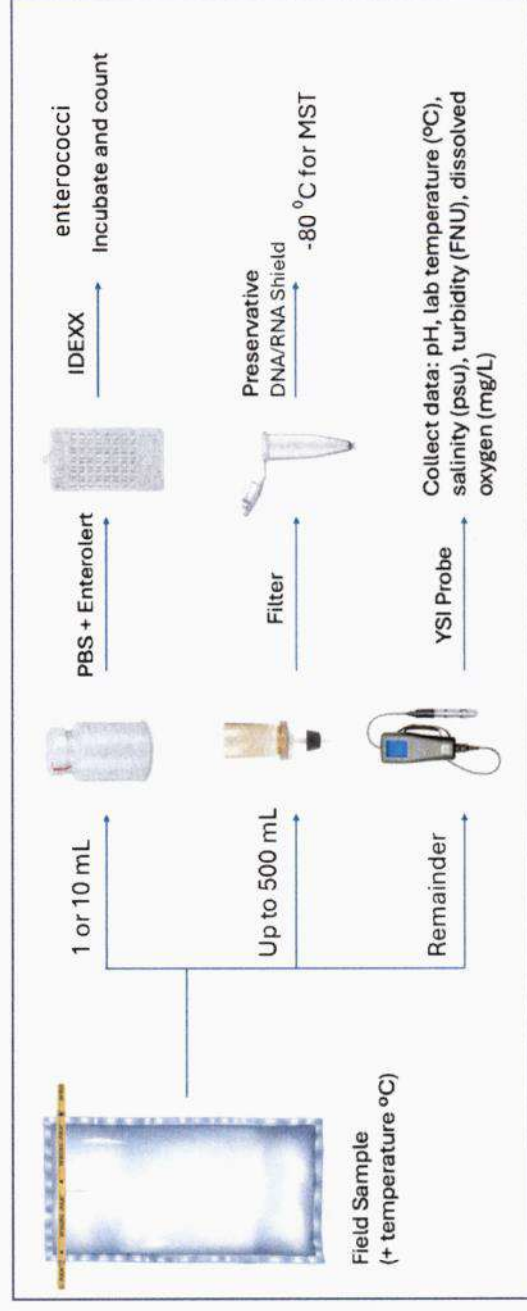 Field Sample
(+ temperature ºC)
1 or 10 mL
PBS + Enterolert
IDEXX
enterococci
Incubate and count
Up to 500 mL
Filter
Preservative
DNA/RNA Shield
-80 ⁰C for MST
Remainder
YSI Probe
Collect data: pH, lab temperature (ºC),
salinity (psu), turbidity (FNU), dissolved
oxygen (mg/L)